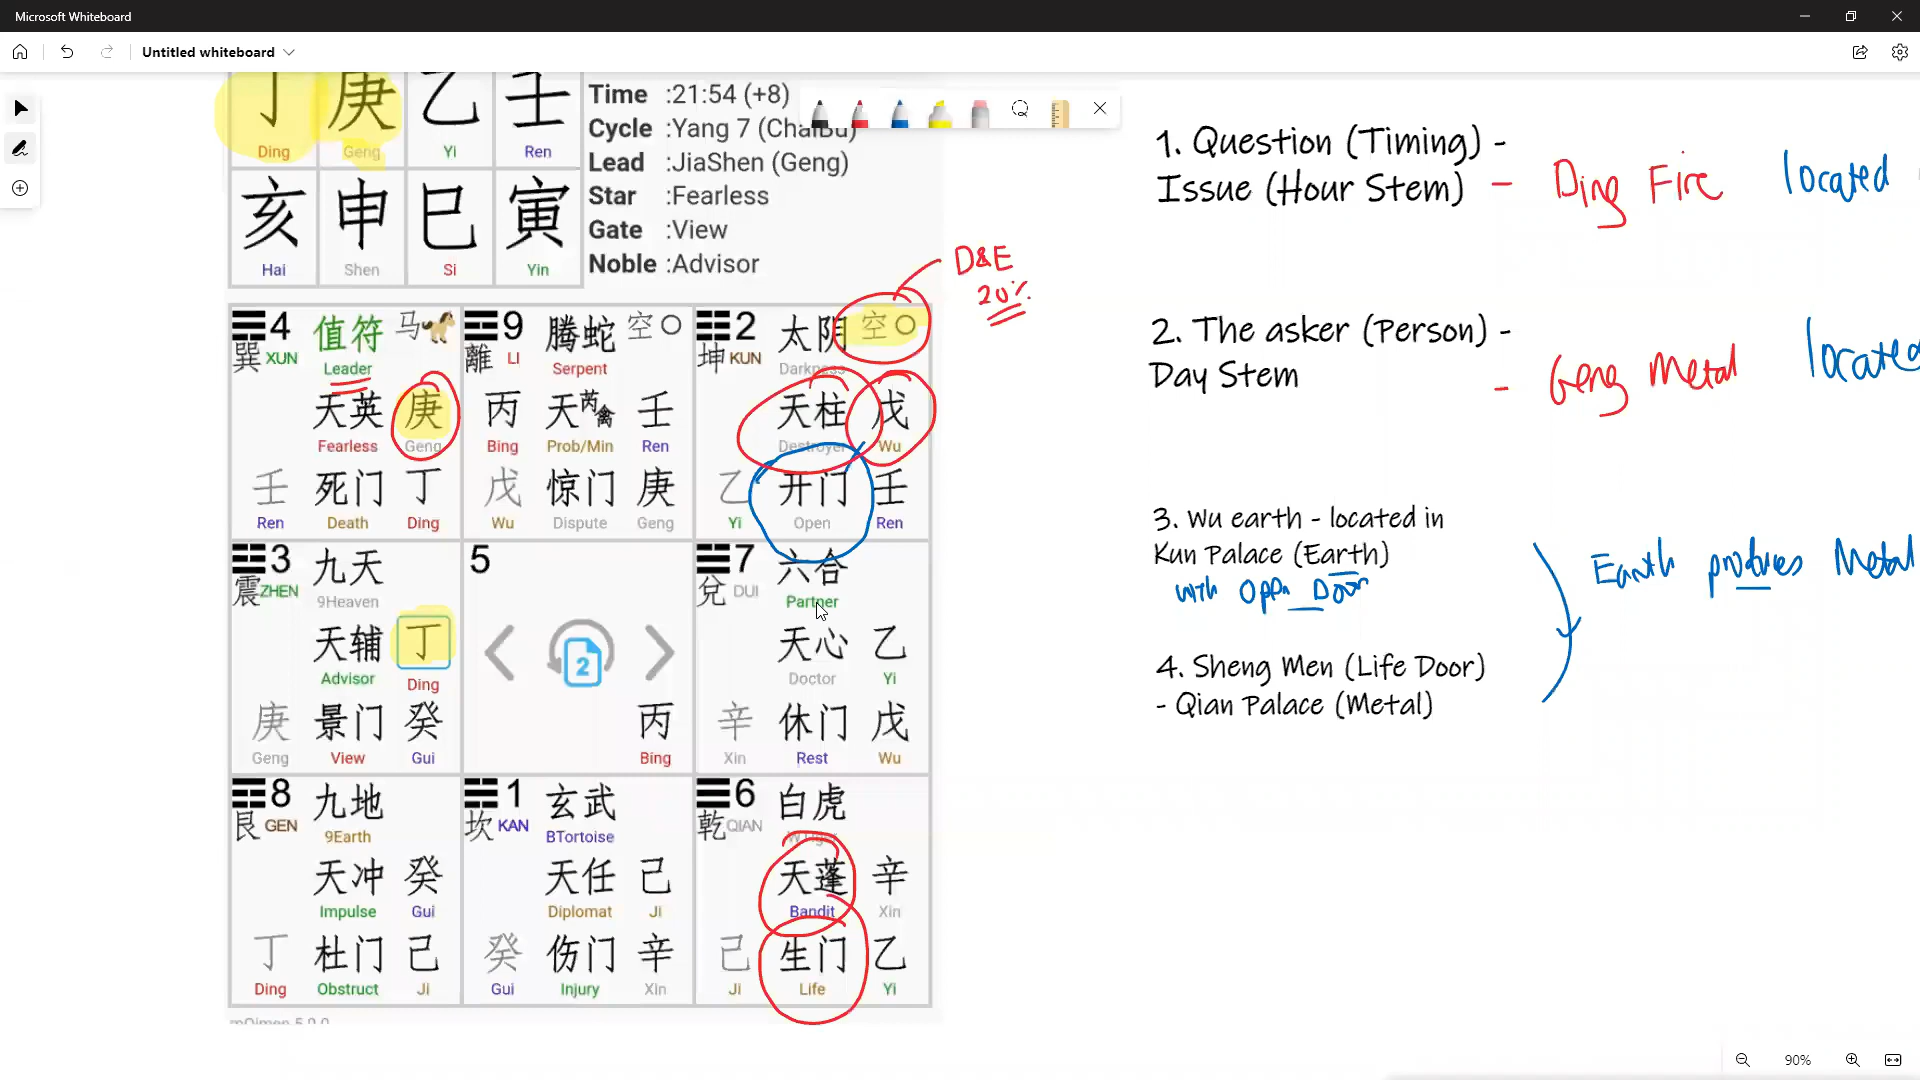 Microsoft Whiteboard
Untitled whiteboard
丁 庚 乙 壬
Ding Geng Yi Ren
亥 申 巳 寅
Hai Shen Si Yin
Time :21:54 (+8)
Cycle :Yang 7 (ChaiBu)
Lead :JiaShen (Geng)
Star :Fearless
Gate :View
Noble :Advisor
D&E
20%
4 值符 马
巽 XUN Leader
天英 庚
Fearless Geng
壬 死门 丁
Ren Death Ding
9 腾蛇 空
離 LI Serpent
丙 天芮禽 壬
Bing Prob/Min Ren
戊 惊门 庚
Wu Dispute Geng
2 太阴 空
坤 KUN Darkness
天柱 戊
Destroyer Wu
乙 开门 壬
Yi Open Ren
3 九天
震 ZHEN 9Heaven
天辅 丁
Advisor Ding
庚 景门 癸
Geng View Gui
5
2
丙
Bing
7 六合
兌 DUI Partner
天心 乙
Doctor Yi
辛 休门 戊
Xin Rest Wu
8 九地
艮 GEN 9Earth
天冲 癸
Impulse Gui
丁 杜门 己
Ding Obstruct Ji
1 玄武
坎 KAN BTortoise
天任 己
Diplomat Ji
癸 伤门 辛
Gui Injury Xin
6 白虎
乾 QIAN WTiger
天蓬 辛
Bandit Xin
己 生门 乙
Ji Life Yi
1. Question (Timing) -
Issue (Hour Stem) - Ding Fire located
2. The asker (Person) -
Day Stem - Geng Metal located
3. Wu earth - located in
Kun Palace (Earth)
with Open Door
Earth produces Metal
4. Sheng Men (Life Door)
- Qian Palace (Metal)
90%